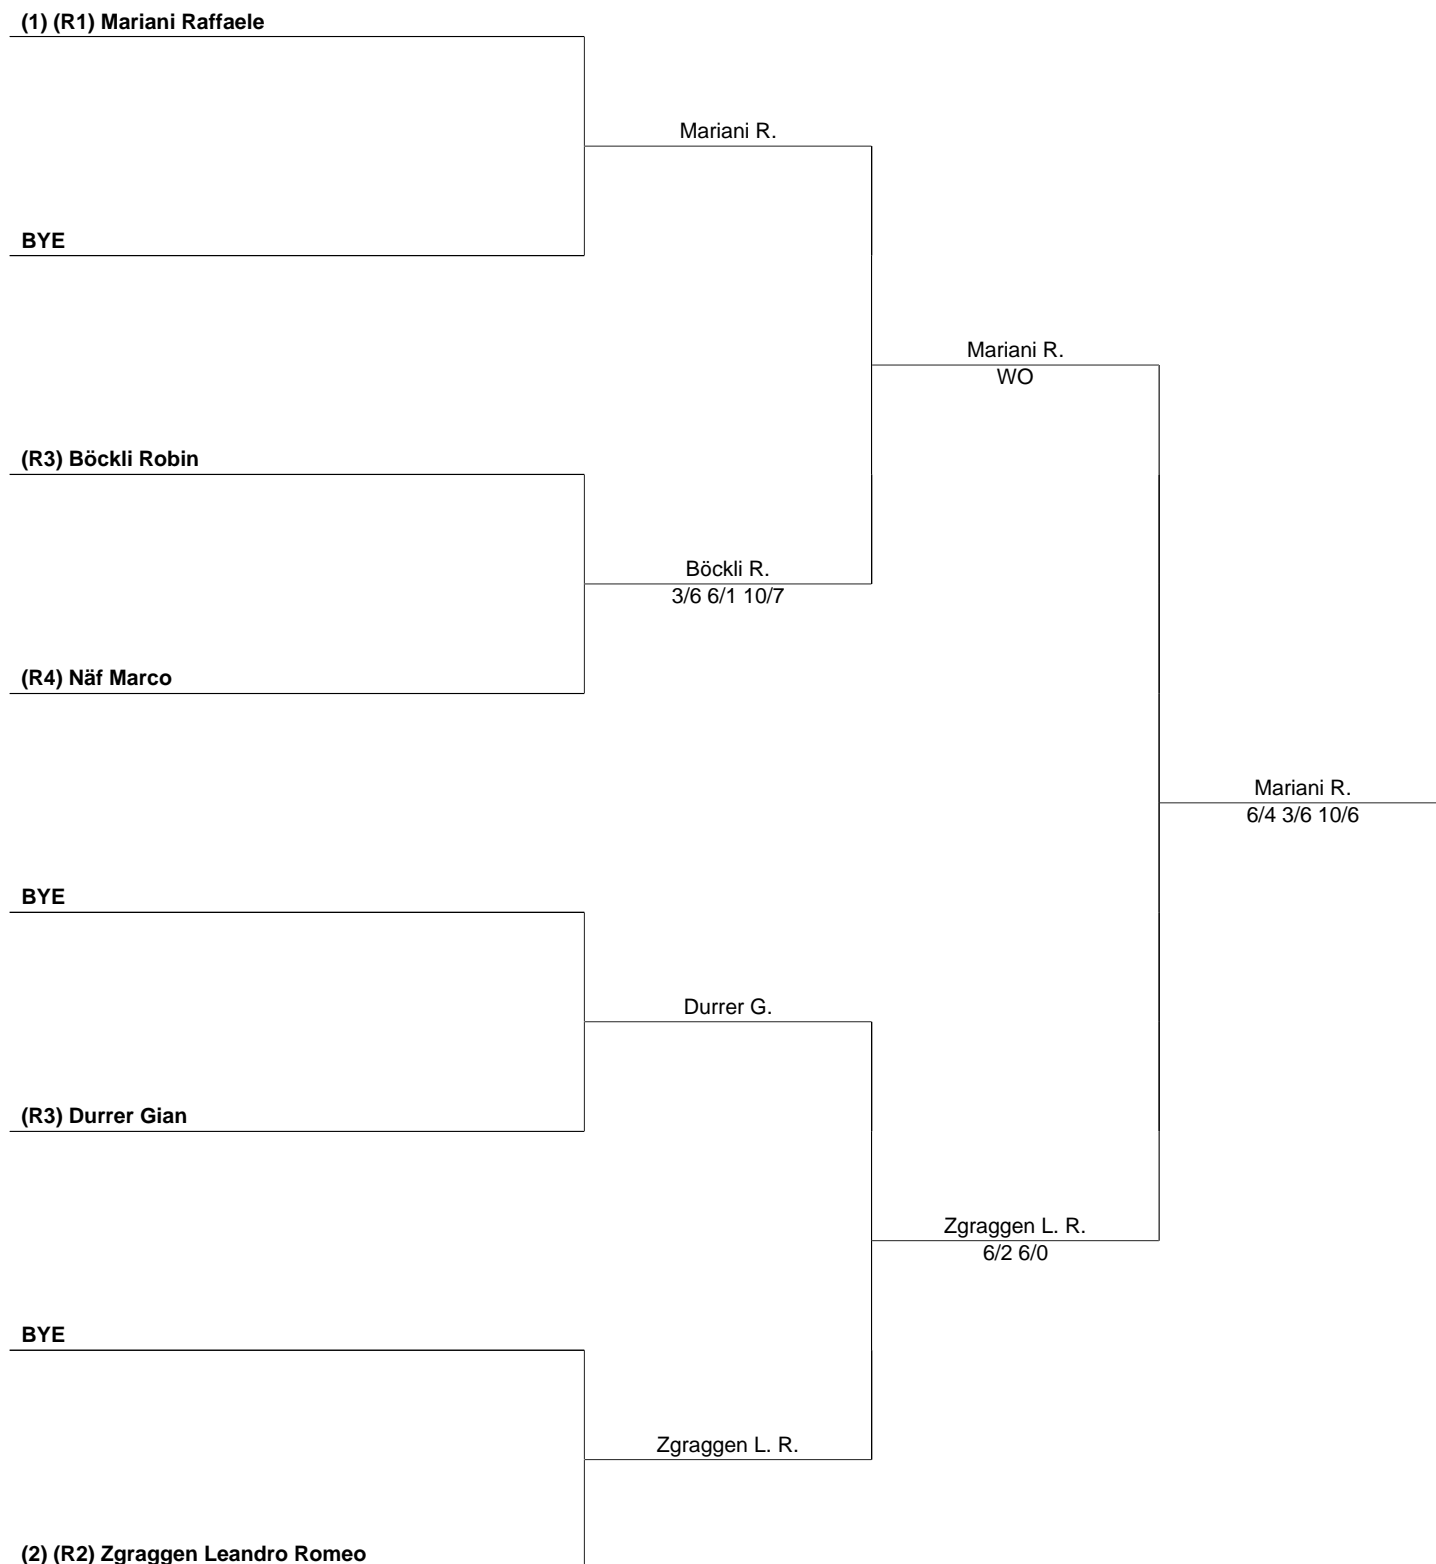 (1) (R1) Mariani Raffaele
Mariani R.
BYE
Mariani R.
WO
(R3) Böckli Robin
Böckli R.
3/6 6/1 10/7
(R4) Näf Marco
Mariani R.
6/4 3/6 10/6
BYE
Durrer G.
(R3) Durrer Gian
Zgraggen L. R.
6/2 6/0
BYE
Zgraggen L. R.
(2) (R2) Zgraggen Leandro Romeo